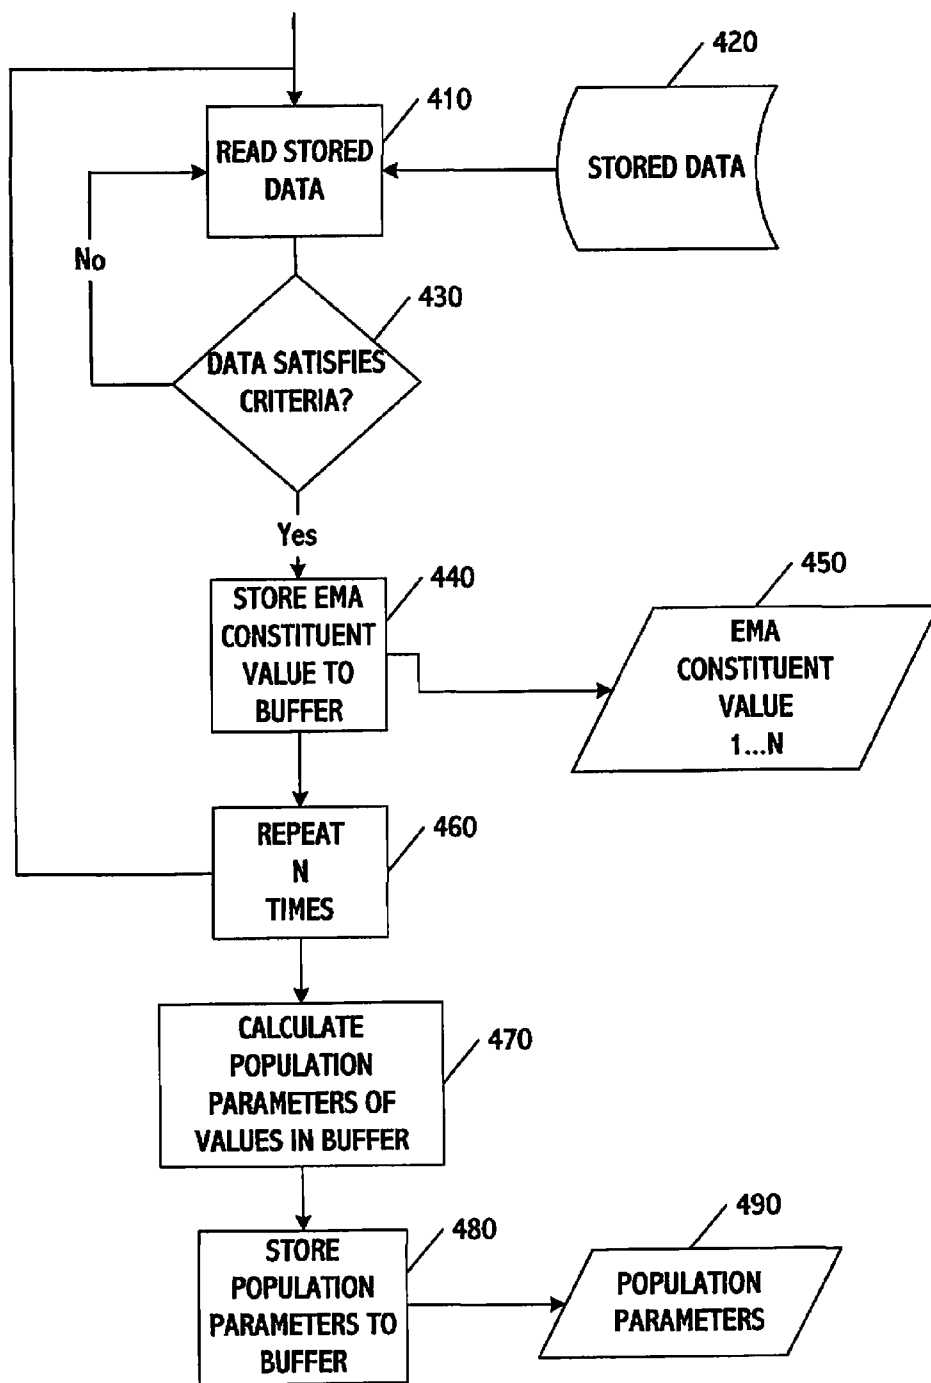 420
410
READ STORED
DATA
STORED DATA
No
430
DATA SATISFIES
CRITERIA?
Yes
440
STORE EMA
CONSTITUENT
VALUE TO
BUFFER
450
EMA
CONSTITUENT
VALUE
1...N
460
REPEAT
N
TIMES
470
CALCULATE
POPULATION
PARAMETERS OF
VALUES IN BUFFER
480
STORE
POPULATION
PARAMETERS TO
BUFFER
490
POPULATION
PARAMETERS